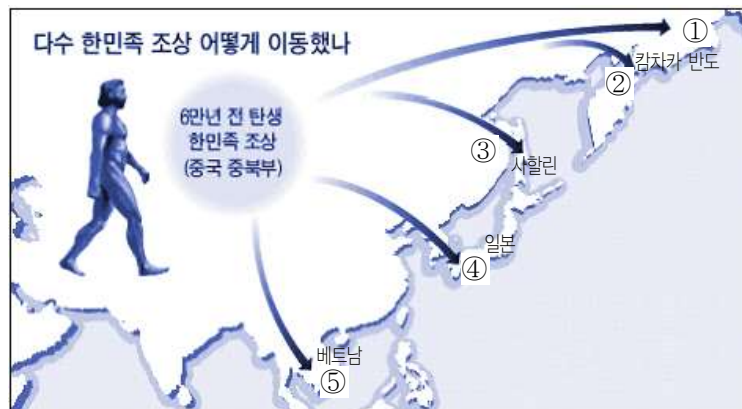 다수 한민족 조상 어떻게 이동했나
①
캄차카 반도
②
6만년 전 탄생
한민족 조상
(중국 중북부)
③
사할린
일본
④
베트남
⑤